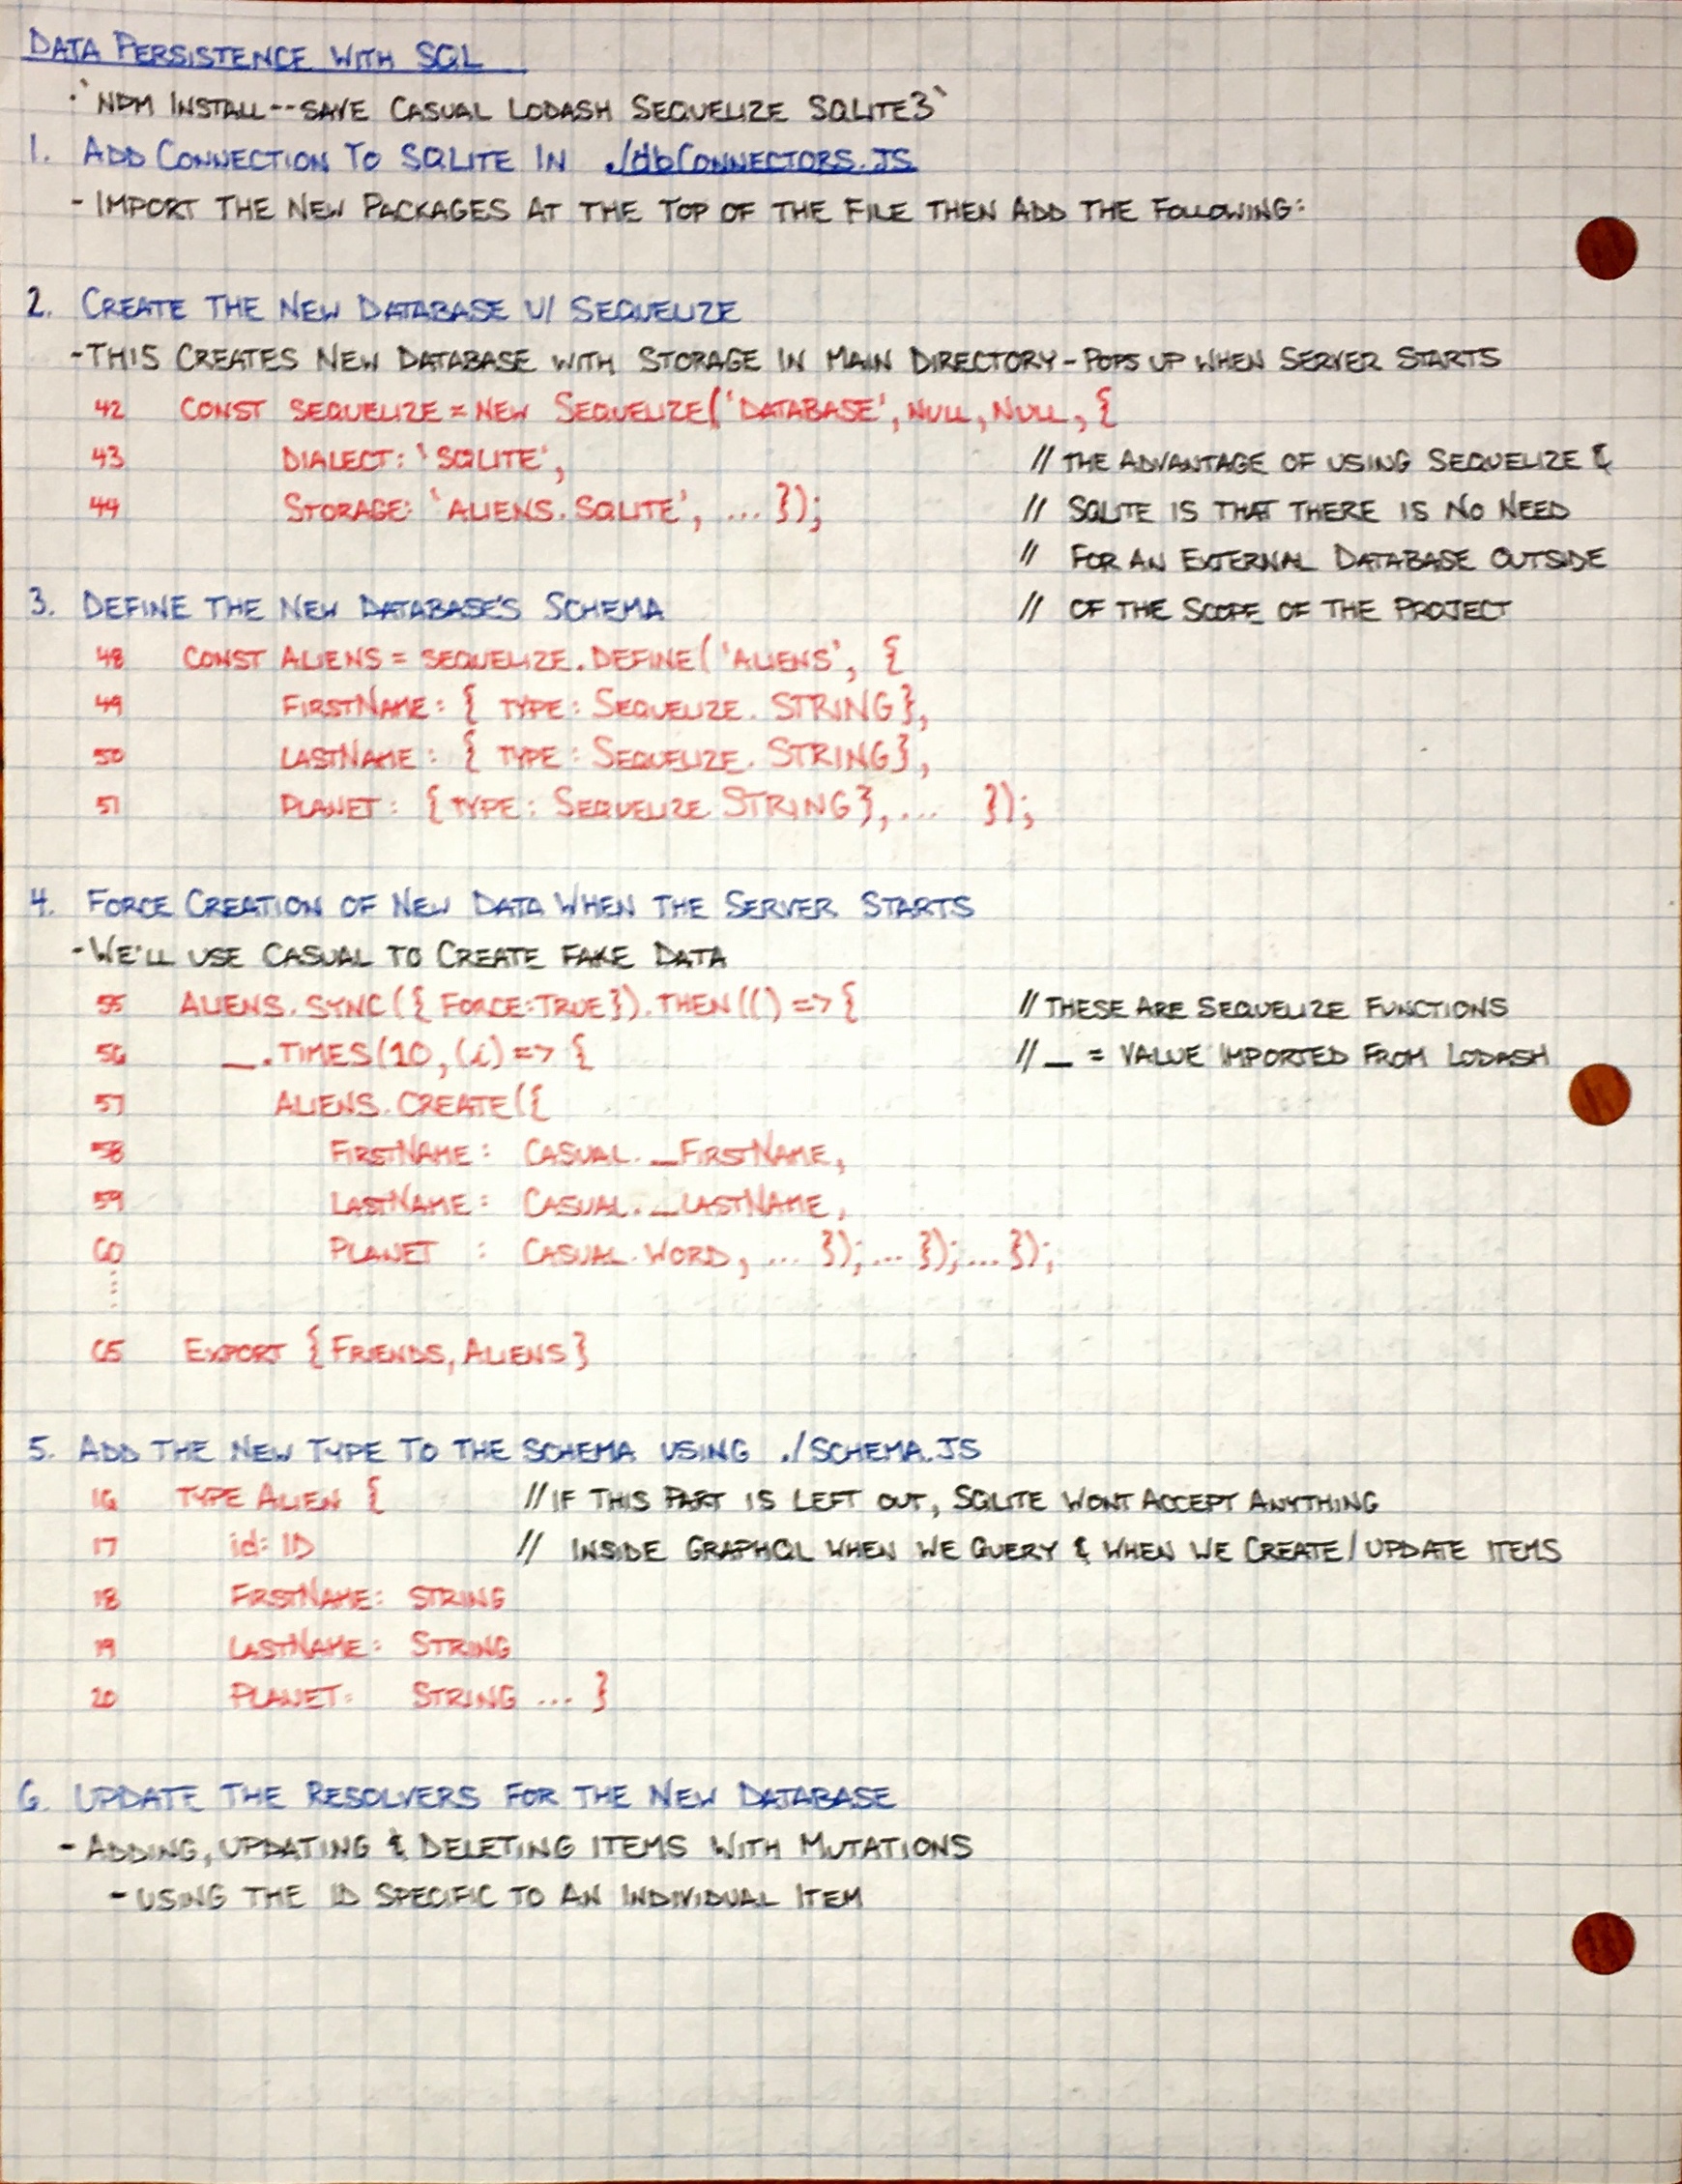 DATA PERSISTENCE WITH SQL
·`NPM INSTALL--SAVE CASUAL LODASH SEQUELIZE SQLITE3`
1. ADD CONNECTION TO SQLITE IN ./dbCONNECTORS.JS
- IMPORT THE NEW PACKAGES AT THE TOP OF THE FILE THEN ADD THE FOLLOWING:
2. CREATE THE NEW DATABASE W/ SEQUELIZE
-THIS CREATES NEW DATABASE WITH STORAGE IN MAIN DIRECTORY-POPS UP WHEN SERVER STARTS
42 CONST SEQUELIZE = NEW SEQUELIZE('DATABASE', NULL, NULL, {
43 DIALECT: 'SQLITE', // THE ADVANTAGE OF USING SEQUELIZE &
44 STORAGE: 'ALIENS.SQLITE', ... }); // SQLITE IS THAT THERE IS NO NEED
// FOR AN EXTERNAL DATABASE OUTSIDE
3. DEFINE THE NEW DATABASE'S SCHEMA // OF THE SCOPE OF THE PROJECT
48 CONST ALIENS = SEQUELIZE.DEFINE('ALIENS', {
49 FIRSTNAME: { TYPE: SEQUELIZE.STRING},
50 LASTNAME: { TYPE: SEQUELIZE.STRING},
51 PLANET: {TYPE: SEQUELIZE.STRING}, ... });
4. FORCE CREATION OF NEW DATA WHEN THE SERVER STARTS
-WE'LL USE CASUAL TO CREATE FAKE DATA
55 ALIENS.SYNC({ FORCE:TRUE}).THEN(() => { // THESE ARE SEQUELIZE FUNCTIONS
56 _.TIMES(10, (i) => { // _ = VALUE IMPORTED FROM LODASH
57 ALIENS.CREATE({
58 FIRSTNAME: CASUAL._FIRSTNAME,
59 LASTNAME: CASUAL._LASTNAME,
60 PLANET : CASUAL.WORD, ... });... });... });
⋮
65 EXPORT {FRIENDS, ALIENS}
5. ADD THE NEW TYPE TO THE SCHEMA USING ./SCHEMA.JS
16 TYPE ALIEN { // IF THIS PART IS LEFT OUT, SQLITE WONT ACCEPT ANYTHING
17 id: ID // INSIDE GRAPHQL WHEN WE QUERY & WHEN WE CREATE/UPDATE ITEMS
18 FIRSTNAME: STRING
19 LASTNAME: STRING
20 PLANET: STRING ... }
6. UPDATE THE RESOLVERS FOR THE NEW DATABASE
- ADDING, UPDATING & DELETING ITEMS WITH MUTATIONS
- USING THE ID SPECIFIC TO AN INDIVIDUAL ITEM